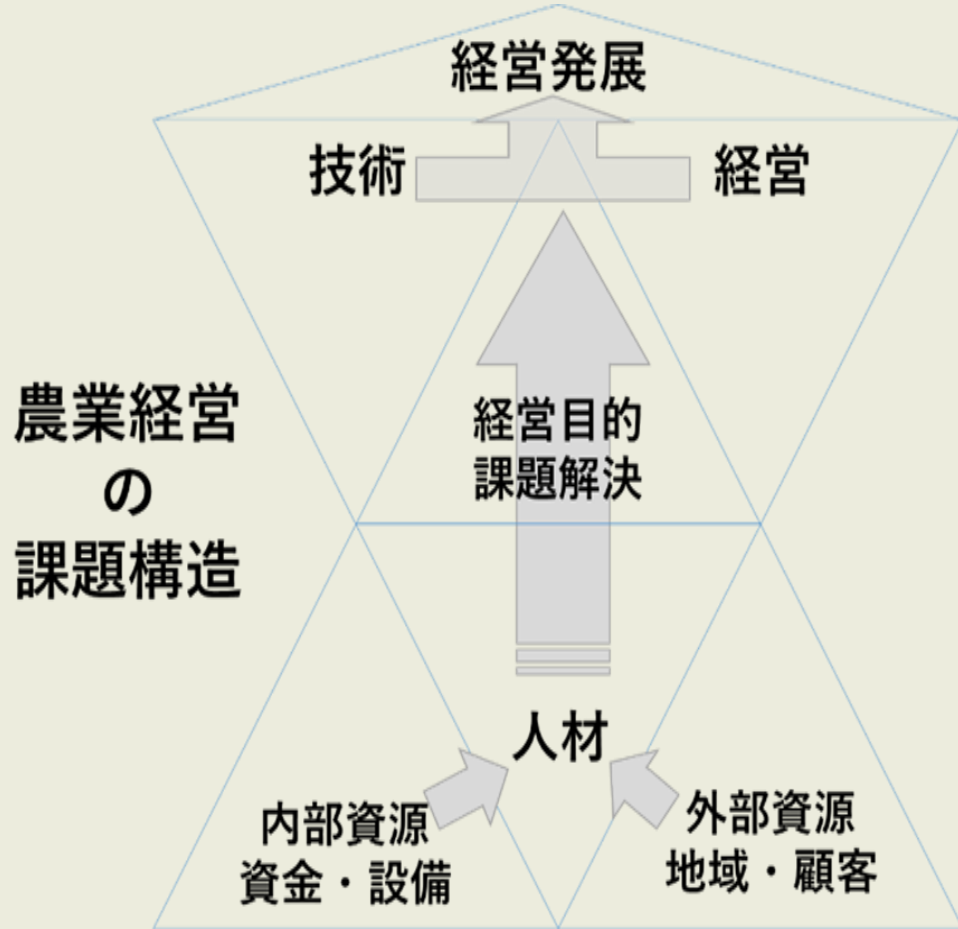 経営発展
技術
経営
農業経営
の
課題構造
経営目的
課題解決
人材
内部資源
資金・設備
外部資源
地域・顧客